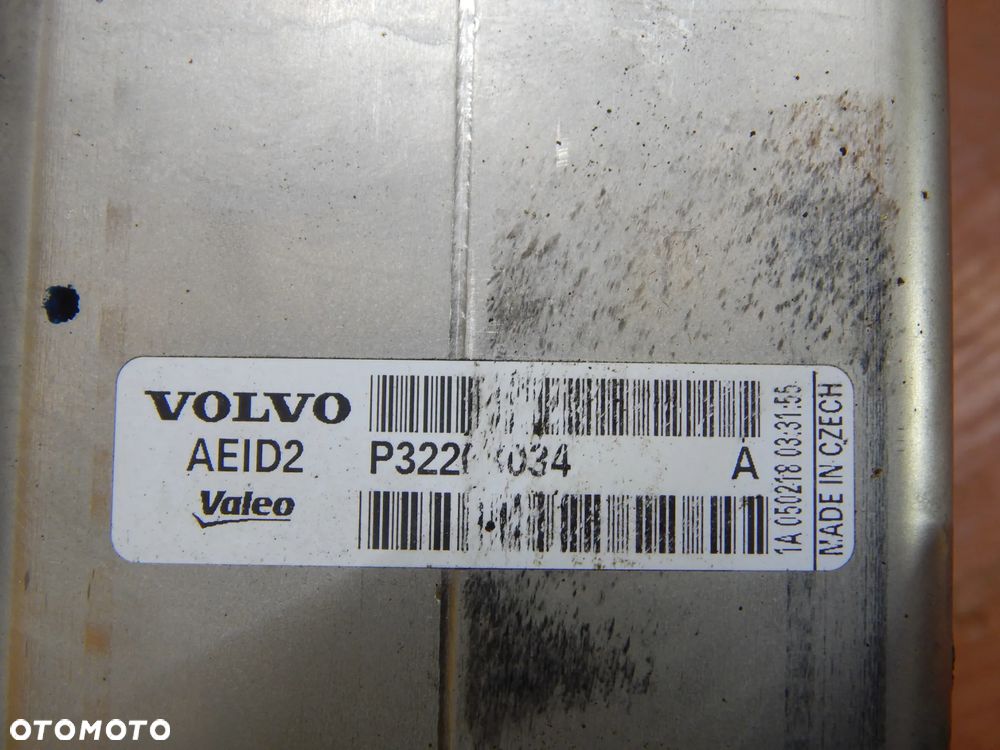 VOLVO
AEID2
Valeo
A
1A 050218 03:31:55
MADE IN CZECH
OTOMOTO